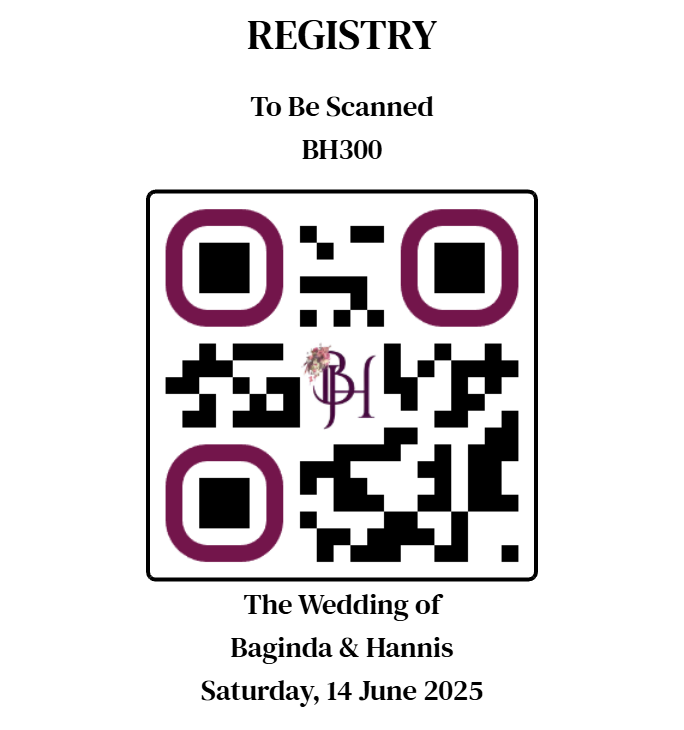 REGISTRY
To Be Scanned
BH300
BH
The Wedding of
Baginda & Hannis
Saturday, 14 June 2025